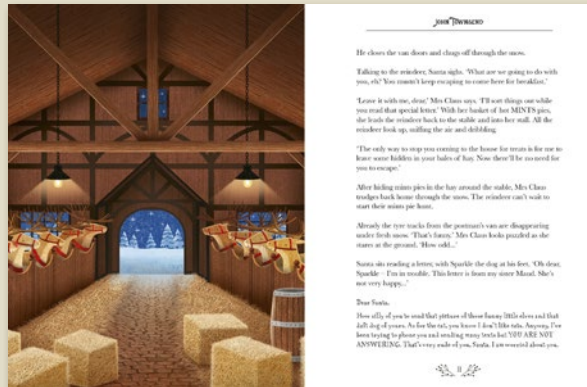 JOHN TOWNSEND
He closes the van doors and chugs off through the snow.
Talking to the reindeer, Santa sighs. ‘What are we going to do with
you, eh? You mustn’t keep escaping to come here for breakfast.’
‘Leave it with me, dear,’ Mrs Claus says. ‘I’ll sort things out while
you read that special letter.’ With her basket of her MINTS pies,
she leads the reindeer back to the stable and into her stall. All the
reindeer look up, sniffing the air and dribbling.
‘The only way to stop you coming to the house for treats is for me to
leave some hidden in your bales of hay. Now there’ll be no need for
you to escape.’
After hiding mints pies in the hay around the stable, Mrs Claus
trudges back home through the snow. The reindeer can’t wait to
start their mints pie hunt.
Already the tyre tracks from the postman’s van are disappearing
under fresh snow. ‘That’s funny,’ Mrs Claus looks puzzled as she
stares at the ground. ‘How odd...’
Santa sits reading a letter, with Sparkle the dog at his feet. ‘Oh dear,
Sparkle – I’m in trouble. This letter is from my sister Maud. She’s
not very happy...’
Dear Santa,
How silly of you to send that picture of those funny little elves and that
daft dog of yours. As for the cat, you know I don’t like cats. Anyway, I’ve
been trying to phone you and sending many texts but YOU ARE NOT
ANSWERING. That’s very rude of you, Santa. I am worried about you.
11